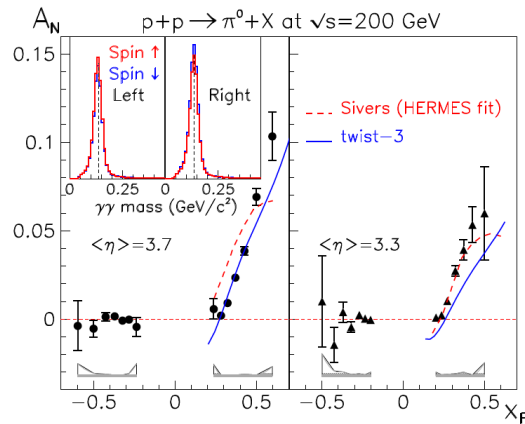 p+p → π⁰+X at √s=200 GeV
A_N
0.15
0.1
0.05
0
Spin ↑
Spin ↓
Left
Right
0 0.25 0 0.25
γγ mass (GeV/c²)
Sivers (HERMES fit)
twist−3
<η>=3.7
<η>=3.3
−0.5 0 0.5 −0.5 0 0.5 x_F